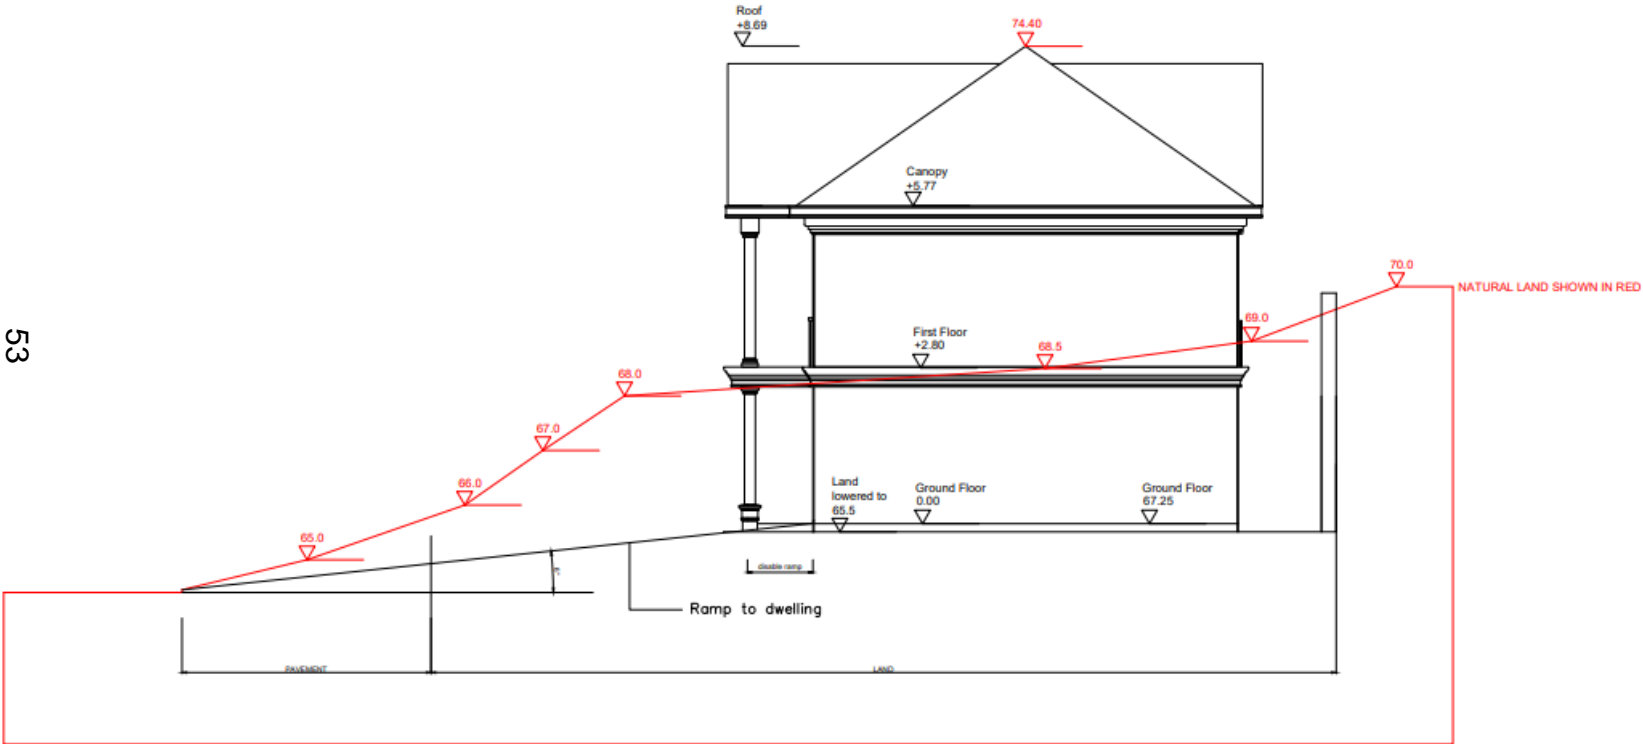 Roof
+8.69
74.40
Canopy
+5.77
70.0
NATURAL LAND SHOWN IN RED
69.0
First Floor
+2.80
68.5
68.0
53
67.0
66.0
Land
lowered to
65.5
Ground Floor
0.00
Ground Floor
67.25
65.0
disable ramp
Ramp to dwelling
PAVEMENT
LAND